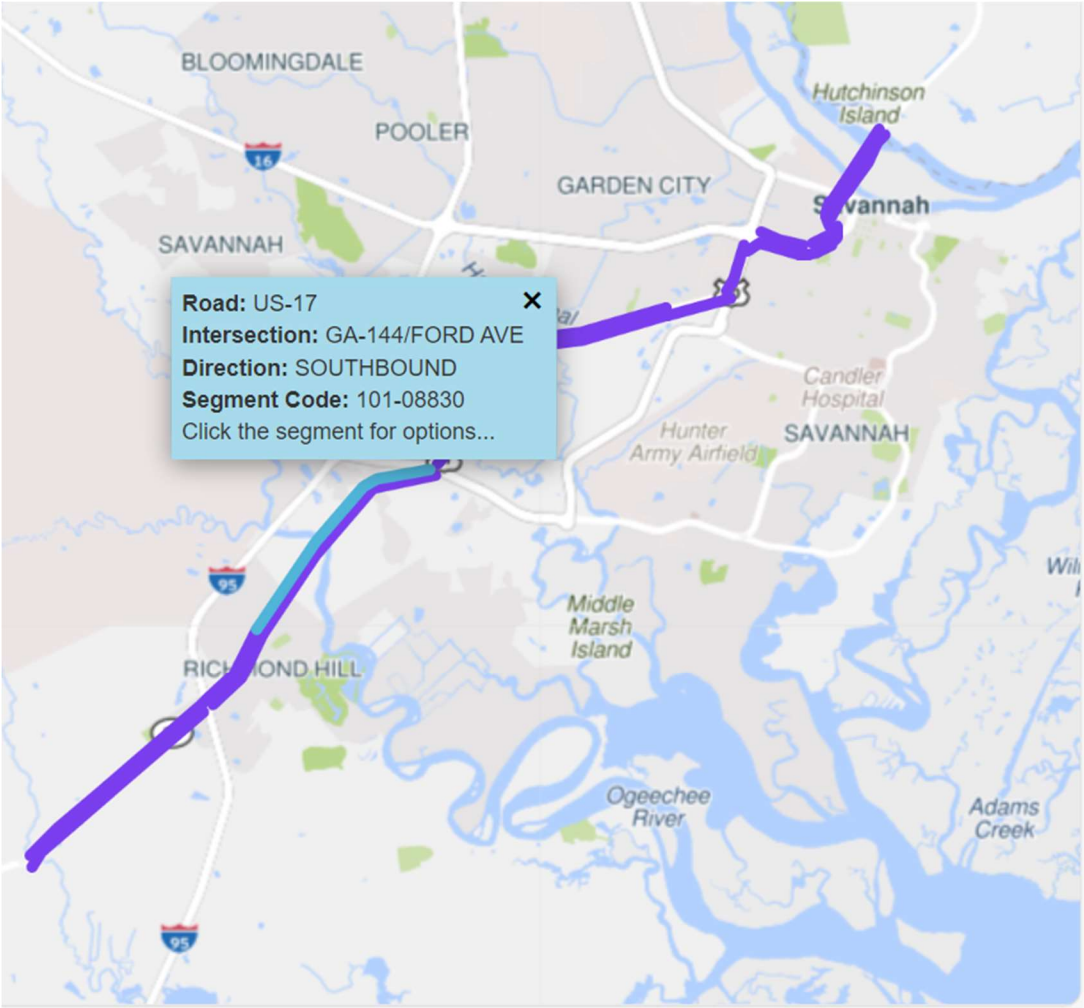 BLOOMINGDALE
Hutchinson
Island
POOLER
16
GARDEN CITY
Savannah
SAVANNAH
Road: US-17
Intersection: GA-144/FORD AVE
Direction: SOUTHBOUND
Segment Code: 101-08830
Click the segment for options...
Candler
Hospital
Hunter
Army Airfield
SAVANNAH
95
Middle
Marsh
Island
RICHMOND HILL
Ogeechee
River
Adams
Creek
95